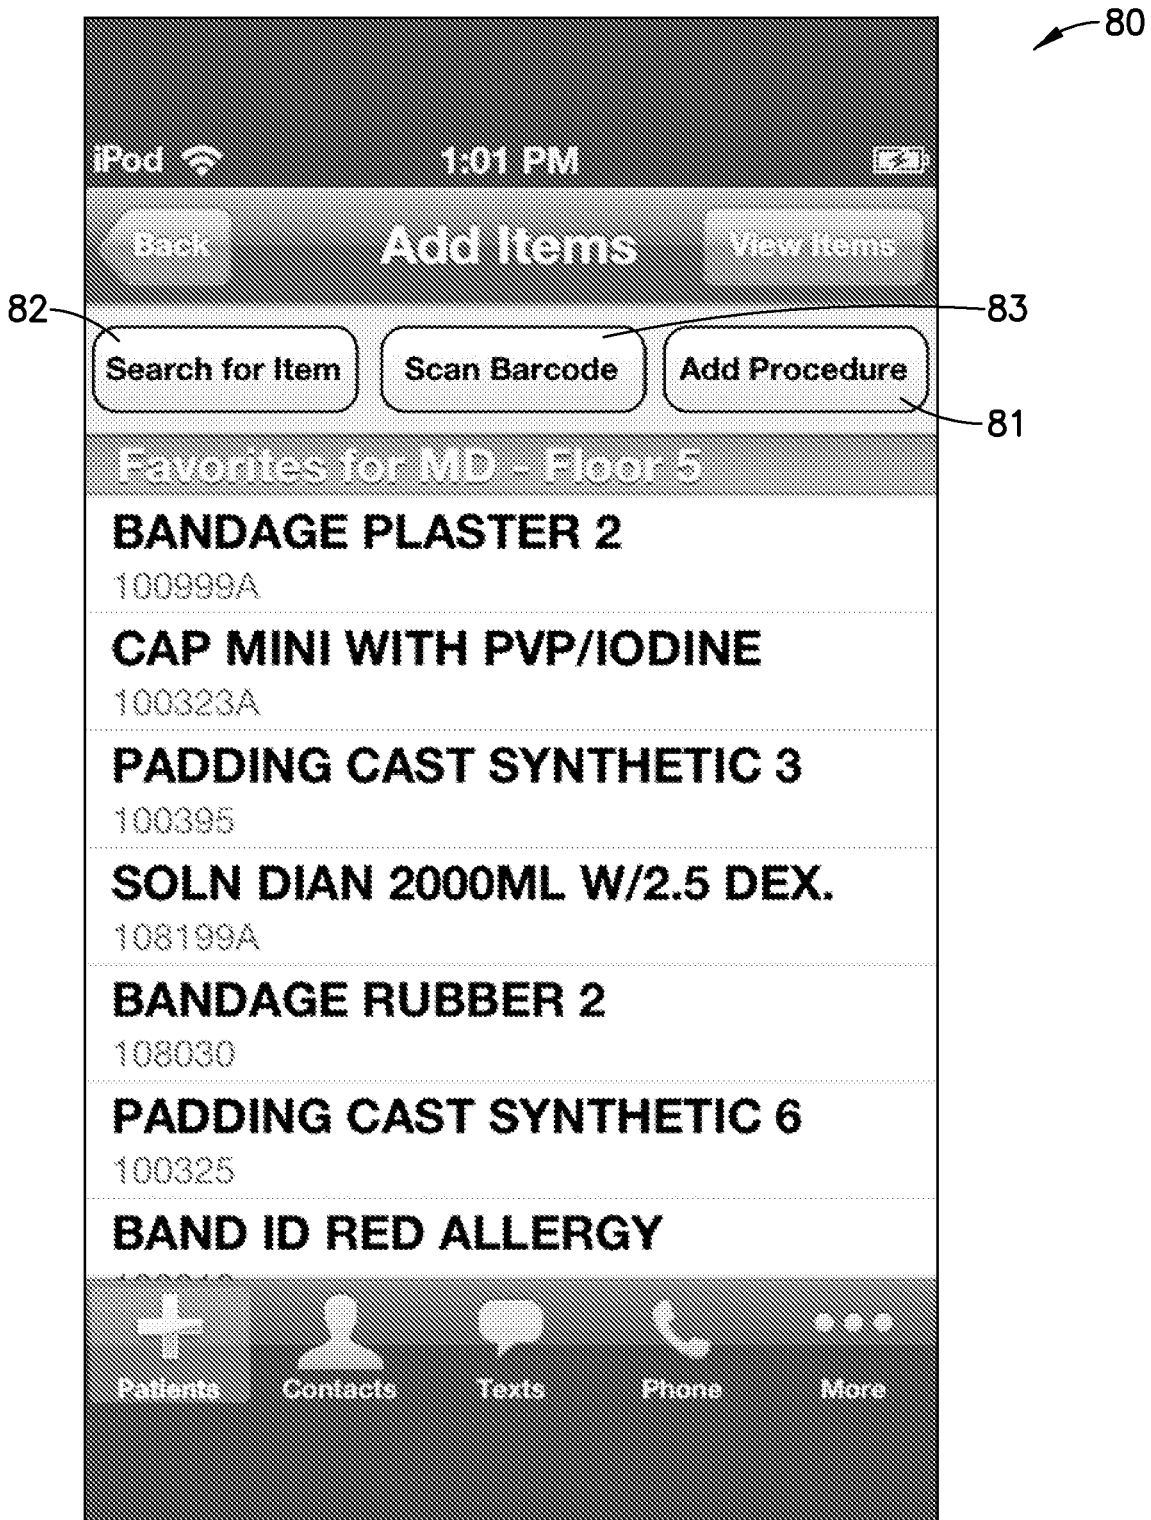 80
iPod 1:01 PM
Back Add Items View Items
82 83
Search for Item Scan Barcode Add Procedure
81
Favorites for MD - Floor 5
BANDAGE PLASTER 2
100999A
CAP MINI WITH PVP/IODINE
100323A
PADDING CAST SYNTHETIC 3
100395
SOLN DIAN 2000ML W/2.5 DEX.
108199A
BANDAGE RUBBER 2
108030
PADDING CAST SYNTHETIC 6
100325
BAND ID RED ALLERGY
Patients Contacts Texts Phone More